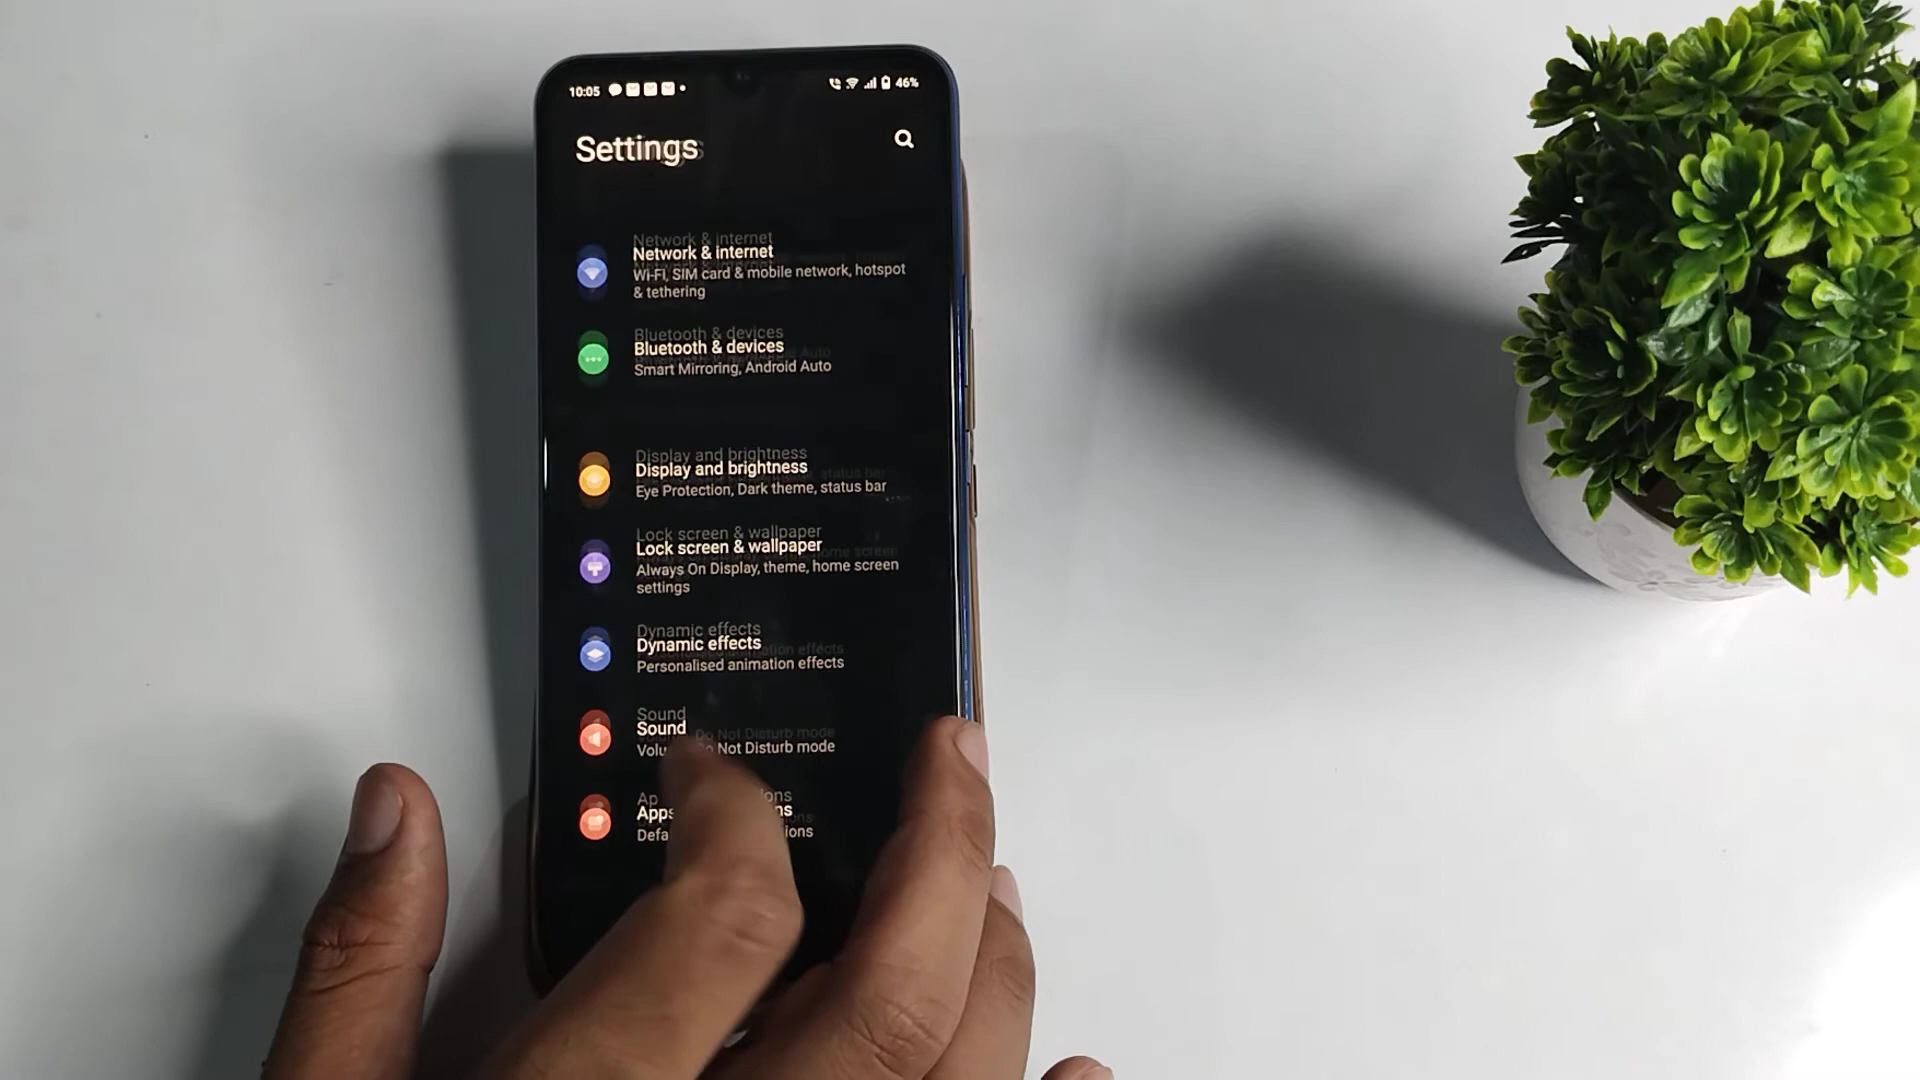 10:05 46%
Settings
Network & internet
Wi-Fi, SIM card & mobile network, hotspot
& tethering
Bluetooth & devices
Smart Mirroring, Android Auto
Display and brightness
Eye Protection, Dark theme, status bar
Lock screen & wallpaper
Always On Display, theme, home screen
settings
Dynamic effects
Personalised animation effects
Sound
Do Not Disturb mode
Apps